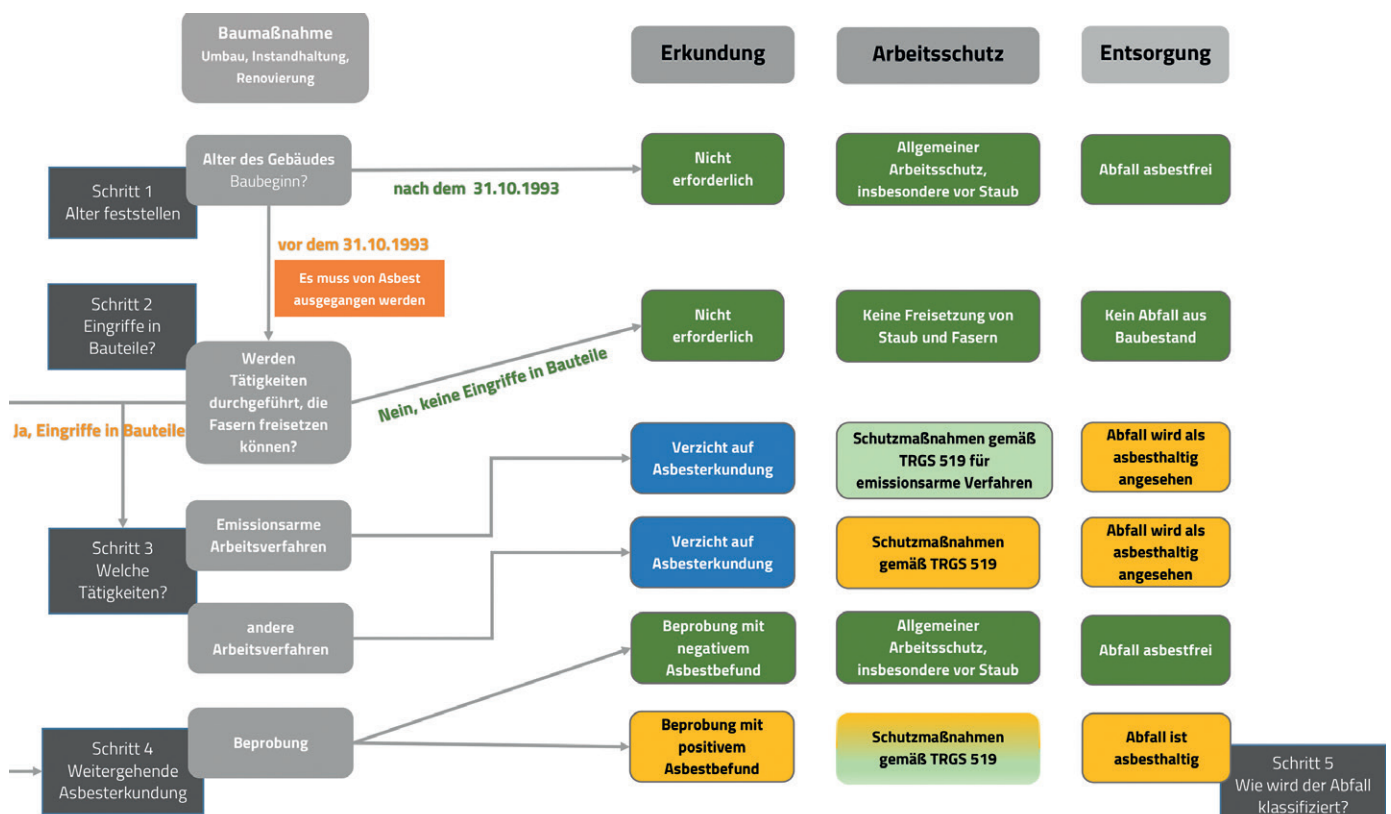 Baumaßnahme
Umbau, Instandhaltung,
Renovierung
Erkundung
Arbeitsschutz
Entsorgung
Schritt 1
Alter feststellen
Alter des Gebäudes
Baubeginn?
nach dem 31.10.1993
Nicht
erforderlich
Allgemeiner
Arbeitsschutz,
insbesondere vor Staub
Abfall asbestfrei
vor dem 31.10.1993
Es muss von Asbest
ausgegangen werden
Schritt 2
Eingriffe in
Bauteile?
Werden
Tätigkeiten
durchgeführt, die
Fasern freisetzen
können?
Nein, keine Eingriffe in Bauteile
Nicht
erforderlich
Keine Freisetzung von
Staub und Fasern
Kein Abfall aus
Baubestand
Ja, Eingriffe in Bauteile
Schritt 3
Welche
Tätigkeiten?
Emissionsarme
Arbeitsverfahren
Verzicht auf
Asbesterkundung
Schutzmaßnahmen gemäß
TRGS 519 für
emissionsarme Verfahren
Abfall wird als
asbesthaltig
angesehen
andere
Arbeitsverfahren
Verzicht auf
Asbesterkundung
Schutzmaßnahmen
gemäß TRGS 519
Abfall wird als
asbesthaltig
angesehen
Schritt 4
Weitergehende
Asbesterkundung
Beprobung
Beprobung mit
negativem
Asbestbefund
Allgemeiner
Arbeitsschutz,
insbesondere vor Staub
Abfall asbestfrei
Beprobung mit
positivem
Asbestbefund
Schutzmaßnahmen
gemäß TRGS 519
Abfall ist
asbesthaltig
Schritt 5
Wie wird der Abfall
klassifiziert?